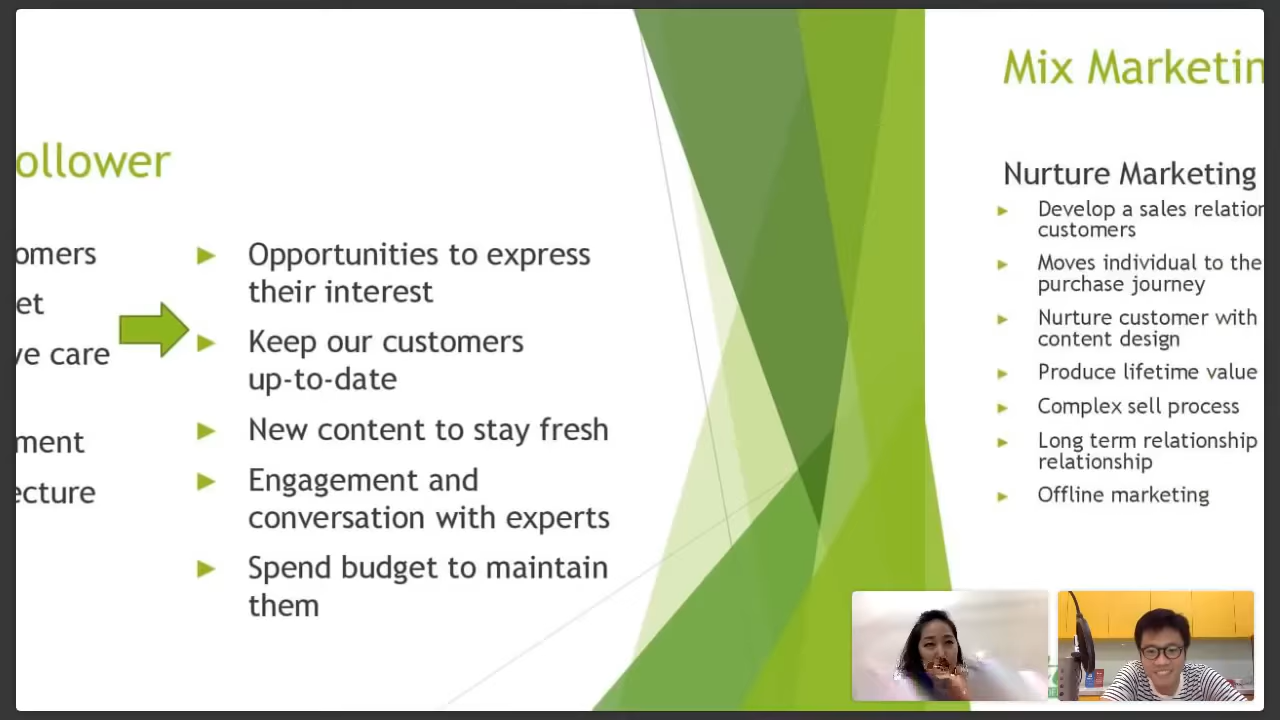 ollower
omers
et
ve care
ment
ecture
Opportunities to express
their interest
Keep our customers
up-to-date
New content to stay fresh
Engagement and
conversation with experts
Spend budget to maintain
them
Mix Marketin
Nurture Marketing
Develop a sales relation
customers
Moves individual to the
purchase journey
Nurture customer with
content design
Produce lifetime value
Complex sell process
Long term relationship
relationship
Offline marketing